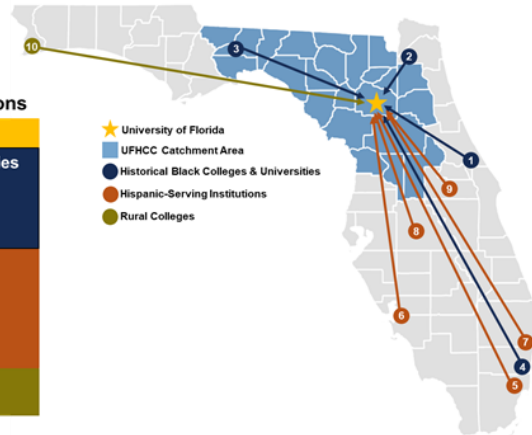 10
3
2
ons
University of Florida
ies
UFHCC Catchment Area
Historical Black Colleges & Universities
1
Hispanic-Serving Institutions
9
Rural Colleges
8
6
7
4
5